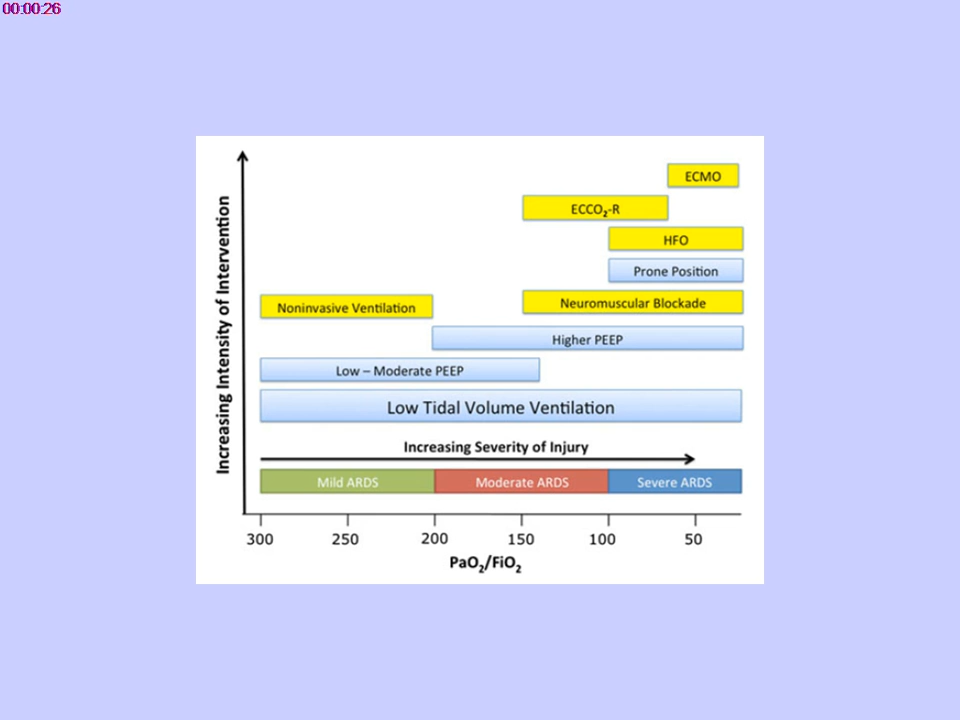 00:00:26
ECMO
ECCO₂-R
HFO
Prone Position
Noninvasive Ventilation
Neuromuscular Blockade
Higher PEEP
Low – Moderate PEEP
Low Tidal Volume Ventilation
Increasing Intensity of Intervention
Increasing Severity of Injury
Mild ARDS
Moderate ARDS
Severe ARDS
300 250 200 150 100 50
PaO₂/FiO₂